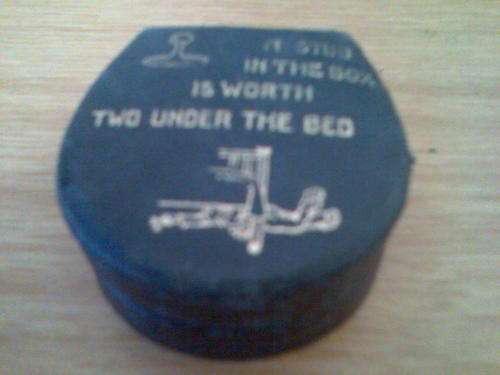 A STUD
IN THE BOX
IS WORTH
TWO UNDER THE BED